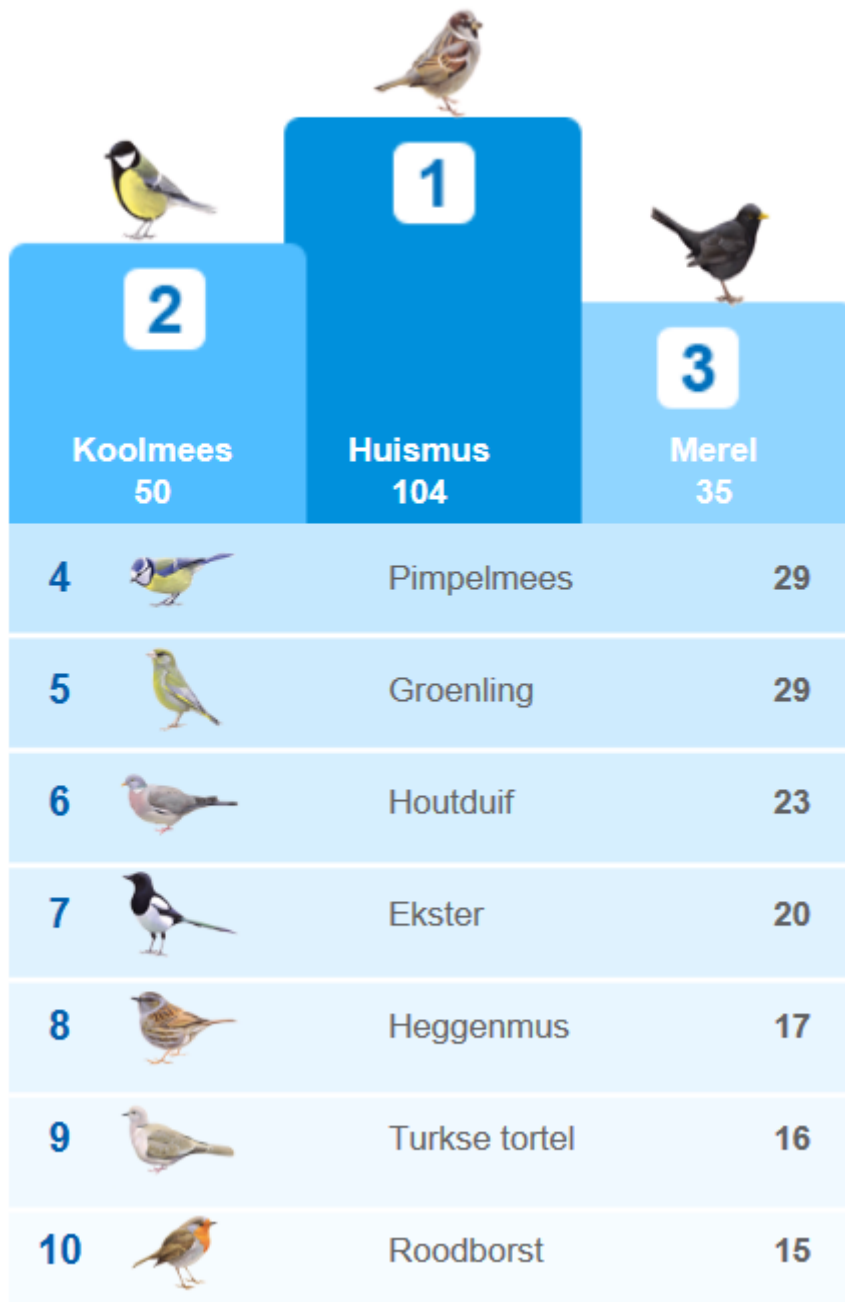 1
2
3
Koolmees
50
Huismus
104
Merel
35
4 Pimpelmees 29
5 Groenling 29
6 Houtduif 23
7 Ekster 20
8 Heggenmus 17
9 Turkse tortel 16
10 Roodborst 15